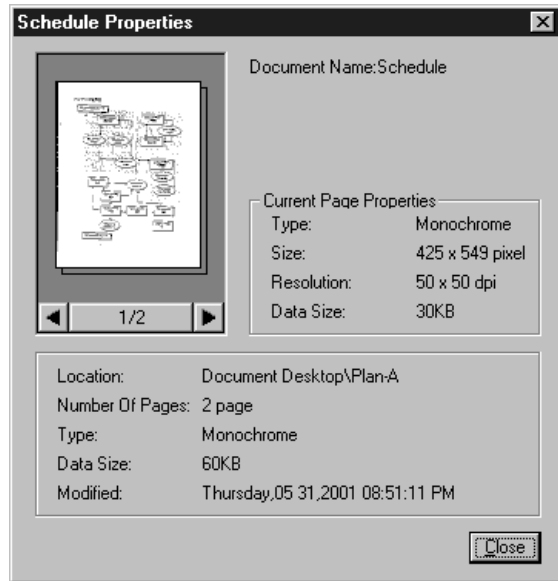 Schedule Properties
Document Name:Schedule
Current Page Properties
Type: Monochrome
Size: 425 x 549 pixel
Resolution: 50 x 50 dpi
Data Size: 30KB
1/2
Location: Document Desktop\Plan-A
Number Of Pages: 2 page
Type: Monochrome
Data Size: 60KB
Modified: Thursday,05 31,2001 08:51:11 PM
Close